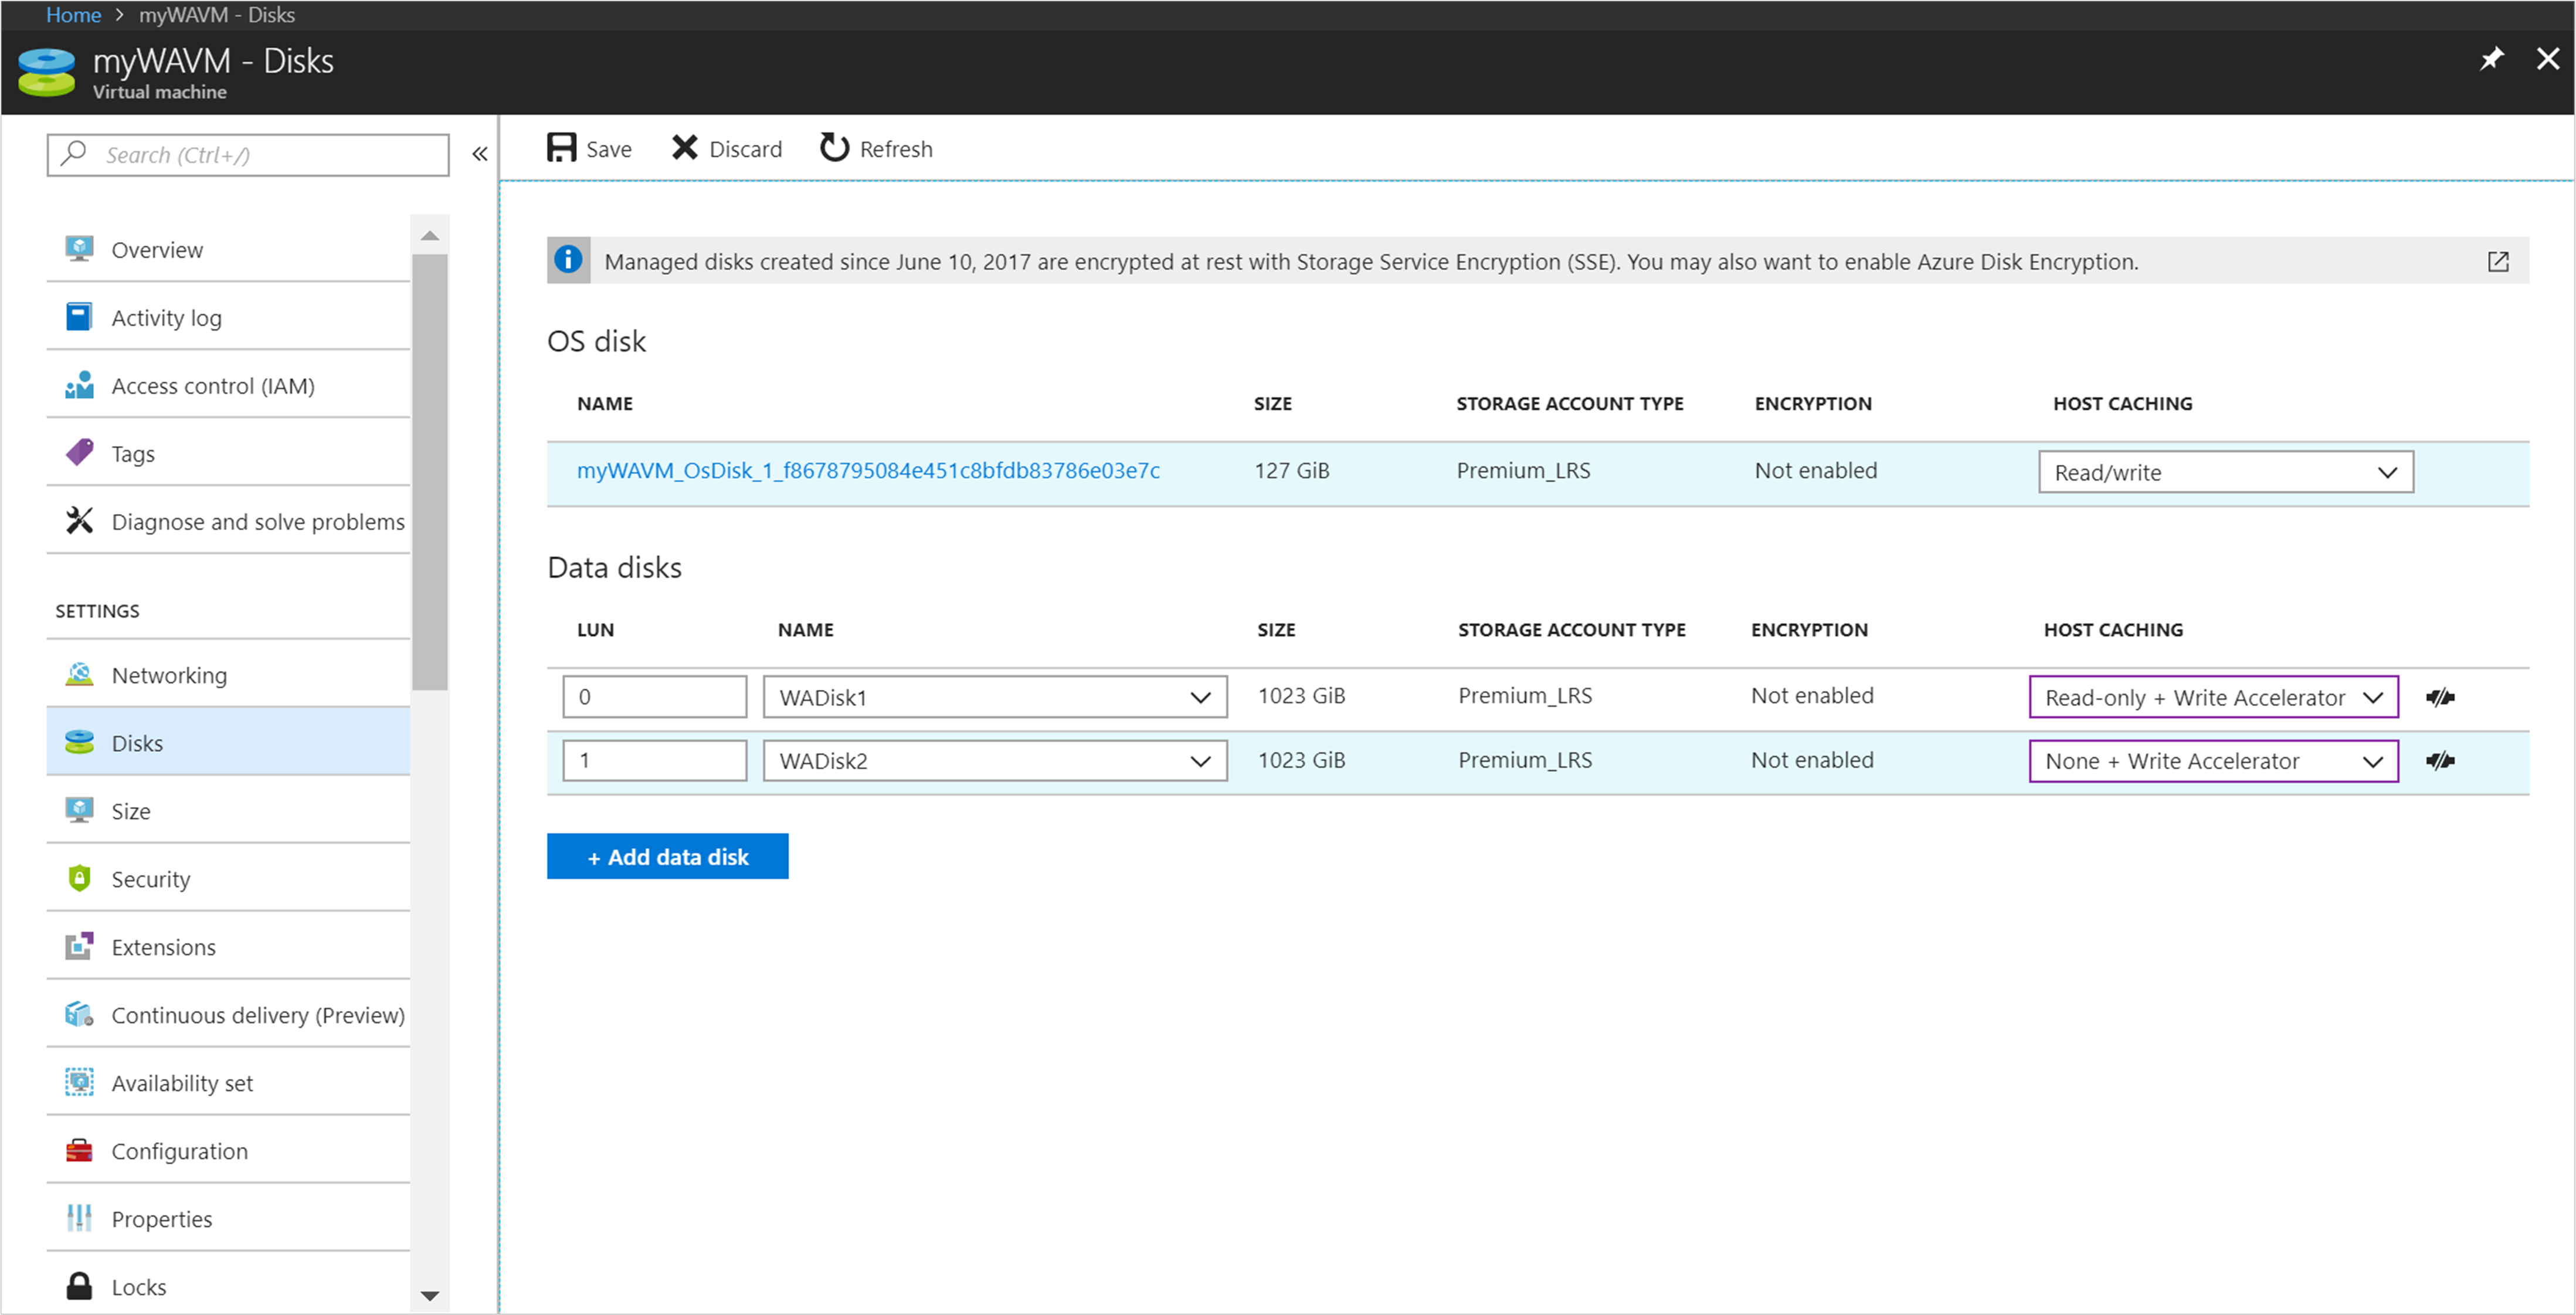 Home > myWAVM - Disks
myWAVM - Disks
Virtual machine
Search (Ctrl+/)
«
Overview
Activity log
Access control (IAM)
Tags
Diagnose and solve problems
SETTINGS
Networking
Disks
Size
Security
Extensions
Continuous delivery (Preview)
Availability set
Configuration
Properties
Locks
Save Discard Refresh
Managed disks created since June 10, 2017 are encrypted at rest with Storage Service Encryption (SSE). You may also want to enable Azure Disk Encryption.
OS disk
NAME SIZE STORAGE ACCOUNT TYPE ENCRYPTION HOST CACHING
myWAVM_OsDisk_1_f8678795084e451c8bfdb83786e03e7c 127 GiB Premium_LRS Not enabled Read/write
Data disks
LUN NAME SIZE STORAGE ACCOUNT TYPE ENCRYPTION HOST CACHING
0 WADisk1 1023 GiB Premium_LRS Not enabled Read-only + Write Accelerator
1 WADisk2 1023 GiB Premium_LRS Not enabled None + Write Accelerator
+ Add data disk